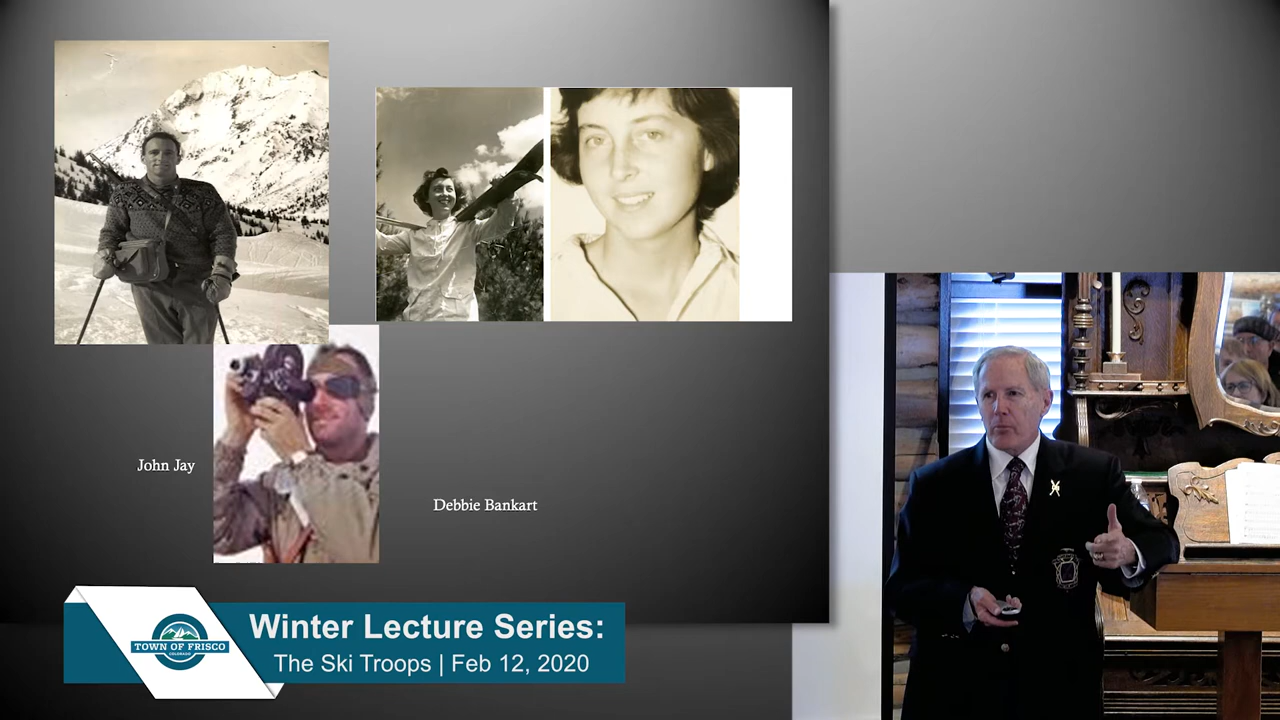 John Jay
Debbie Bankart
TOWN OF FRISCO
COLORADO
Winter Lecture Series:
The Ski Troops | Feb 12, 2020